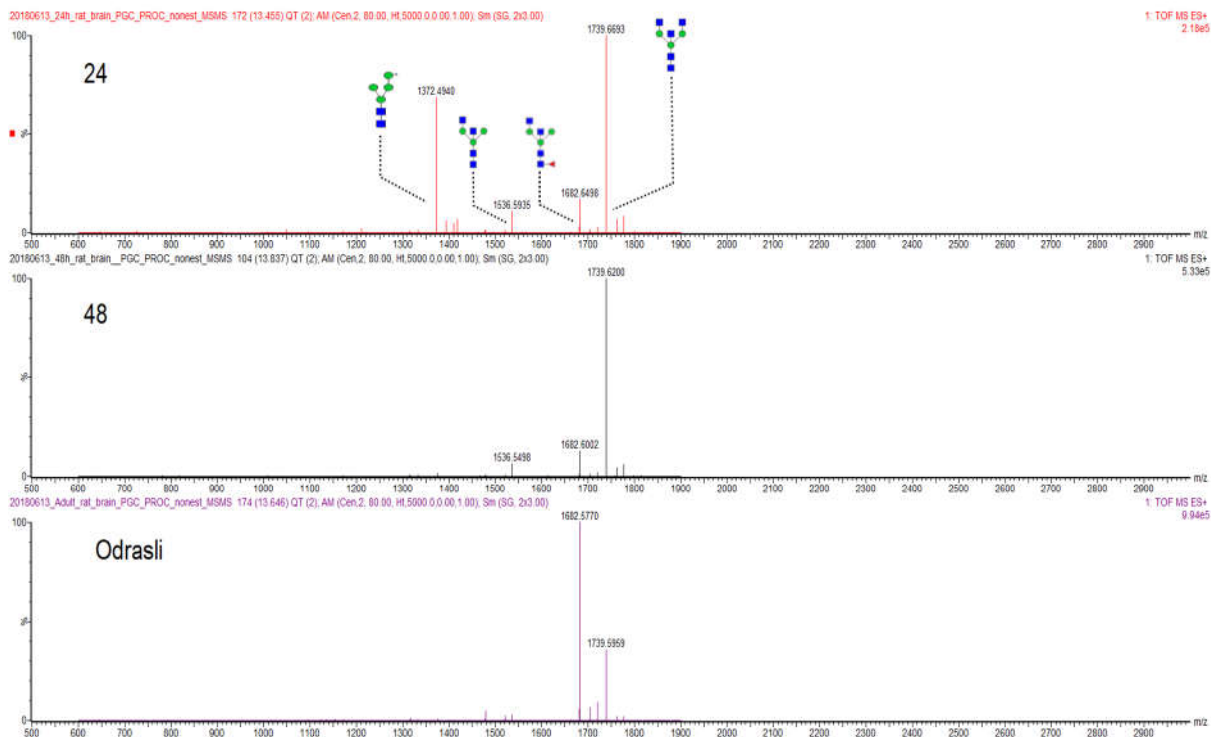 20180613_24h_rat_brain_PGC_PROC_nonest_MSMS 172 (13.455) QT (2); AM (Cen,2, 80.00, Ht,5000.0,0.00,1.00); Sm (SG, 2x3.00)
1: TOF MS ES+
2.18e5
100
1739.6693
24
1372.4940
%
1682.6498
1536.5935
0
m/z
500 600 700 800 900 1000 1100 1200 1300 1400 1500 1600 1700 1800 1900 2000 2100 2200 2300 2400 2500 2600 2700 2800 2900
20180613_48h_rat_brain__PGC_PROC_nonest_MSMS 104 (13.837) QT (2); AM (Cen,2, 80.00, Ht,5000.0,0.00,1.00); Sm (SG, 2x3.00)
1: TOF MS ES+
5.33e5
100
1739.6200
48
%
1682.6002
1536.5498
0
m/z
500 600 700 800 900 1000 1100 1200 1300 1400 1500 1600 1700 1800 1900 2000 2100 2200 2300 2400 2500 2600 2700 2800 2900
20180613_Adult_rat_brain_PGC_PROC_nonest_MSMS 174 (13.646) QT (2); AM (Cen,2, 80.00, Ht,5000.0,0.00,1.00); Sm (SG, 2x3.00)
1: TOF MS ES+
9.94e5
100
1682.5770
Odrasli
%
1739.5959
0
m/z
500 600 700 800 900 1000 1100 1200 1300 1400 1500 1600 1700 1800 1900 2000 2100 2200 2300 2400 2500 2600 2700 2800 2900